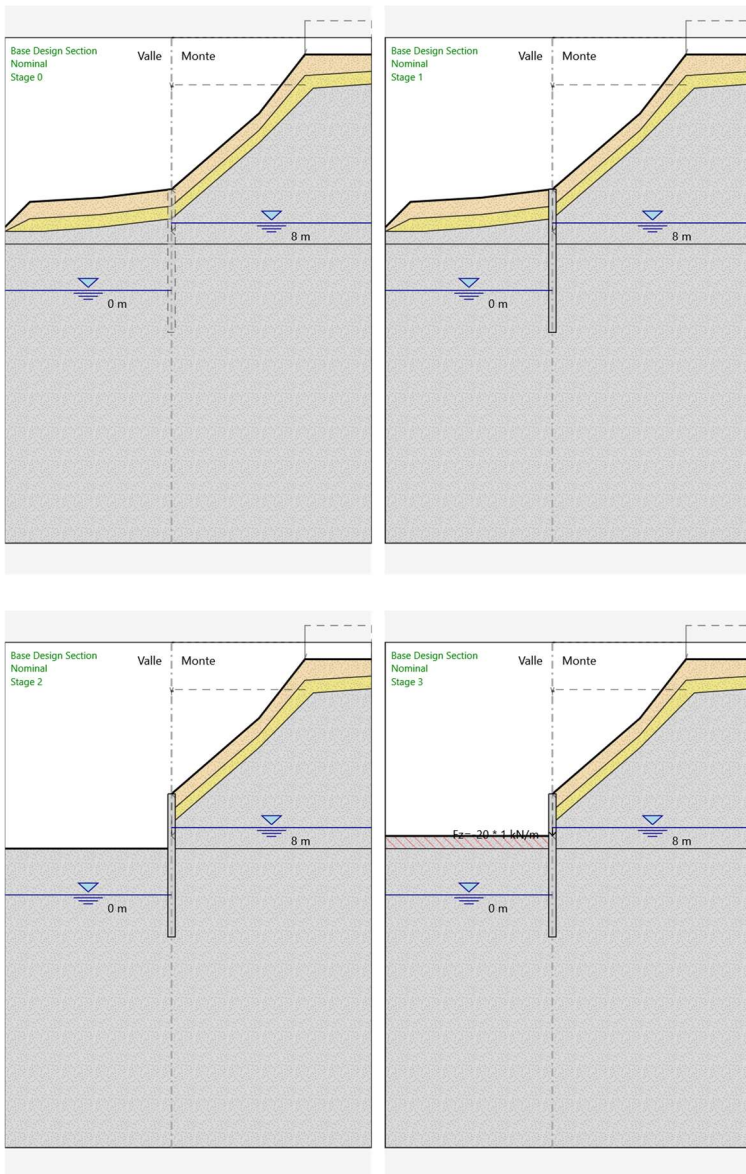 Base Design Section
Nominal
Stage 0
Valle
Monte
8 m
0 m
Base Design Section
Nominal
Stage 1
Valle
Monte
8 m
0 m
Base Design Section
Nominal
Stage 2
Valle
Monte
8 m
0 m
Base Design Section
Nominal
Stage 3
Valle
Monte
Fz=-20 * 1 kN/m
8 m
0 m